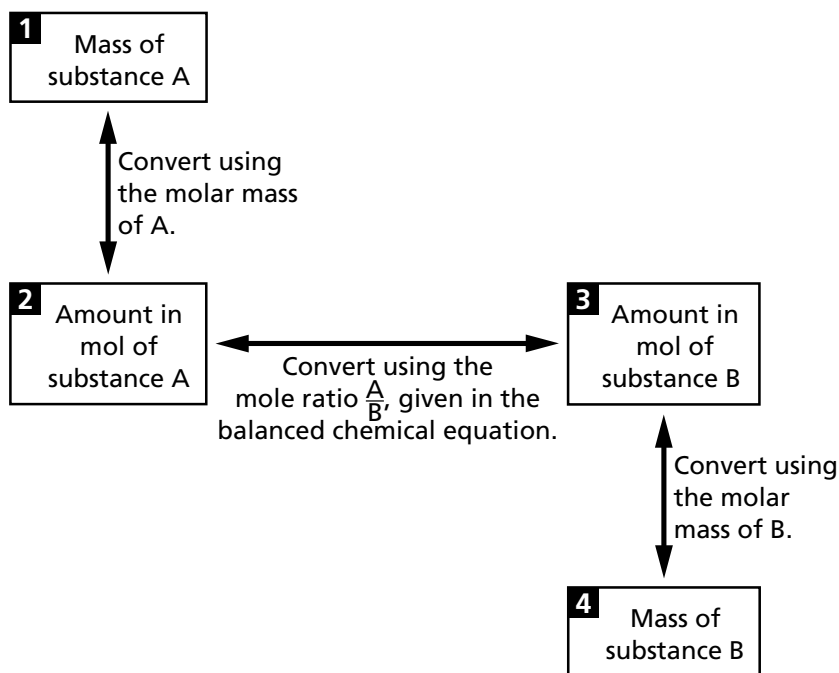 1
Mass of
substance A
Convert using
the molar mass
of A.
2
Amount in
mol of
substance A
Convert using the
mole ratio A/B, given in the
balanced chemical equation.
3
Amount in
mol of
substance B
Convert using
the molar
mass of B.
4
Mass of
substance B